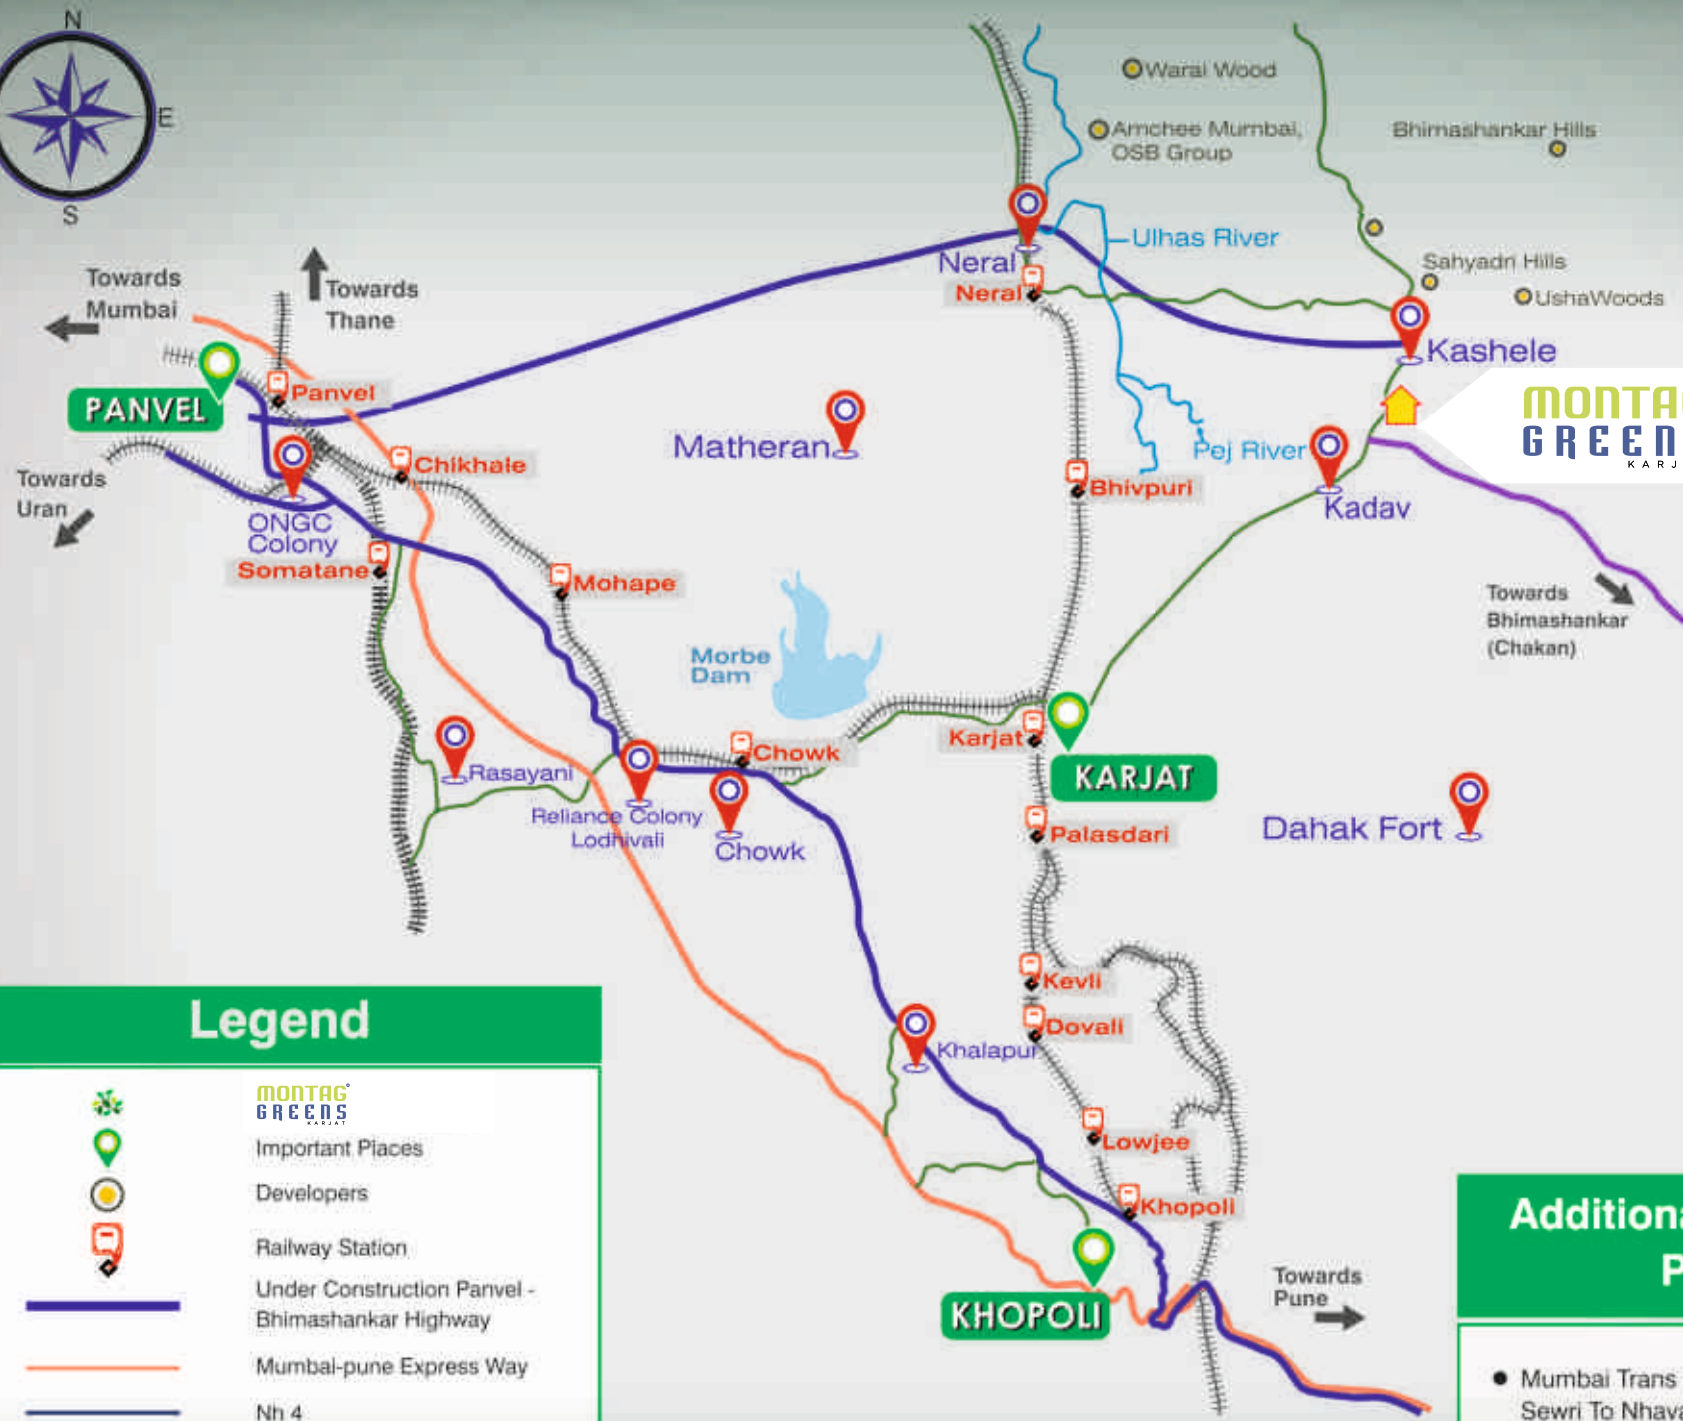 N
E
S
Warai Wood
Amchee Mumbai,
OSB Group
Bhimashankar Hills
Ulhas River
Sahyadri Hills
UshaWoods
Neral
Neral
Towards
Mumbai
Towards
Thane
Kashele
PANVEL
Panvel
MONTA
GREEN
KARJ
Matheran
Pej River
Chikhale
Towards
Uran
Bhivpuri
Kadav
ONGC
Colony
Somatane
Mohape
Towards
Bhimashankar
(Chakan)
Morbe
Dam
Karjat
Chowk
KARJAT
Rasayani
Reliance Colony
Lodhivali
Chowk
Palasdari
Dahak Fort
Kevli
Dovali
Khalapur
Lowjee
Khopoli
KHOPOLI
Towards
Pune
Legend
MONTAG
GREENS
KARJAT
Important Places
Developers
Railway Station
Under Construction Panvel -
Bhimashankar Highway
Mumbai-pune Express Way
Nh 4
Additiona
P
Mumbai Trans
Sewri To Nhava